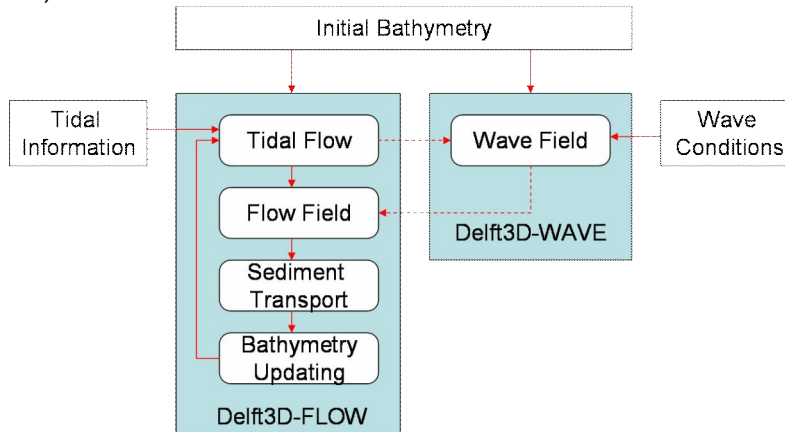 Initial Bathymetry
Tidal
Information
Tidal Flow
Wave Field
Wave
Conditions
Flow Field
Delft3D-WAVE
Sediment
Transport
Bathymetry
Updating
Delft3D-FLOW